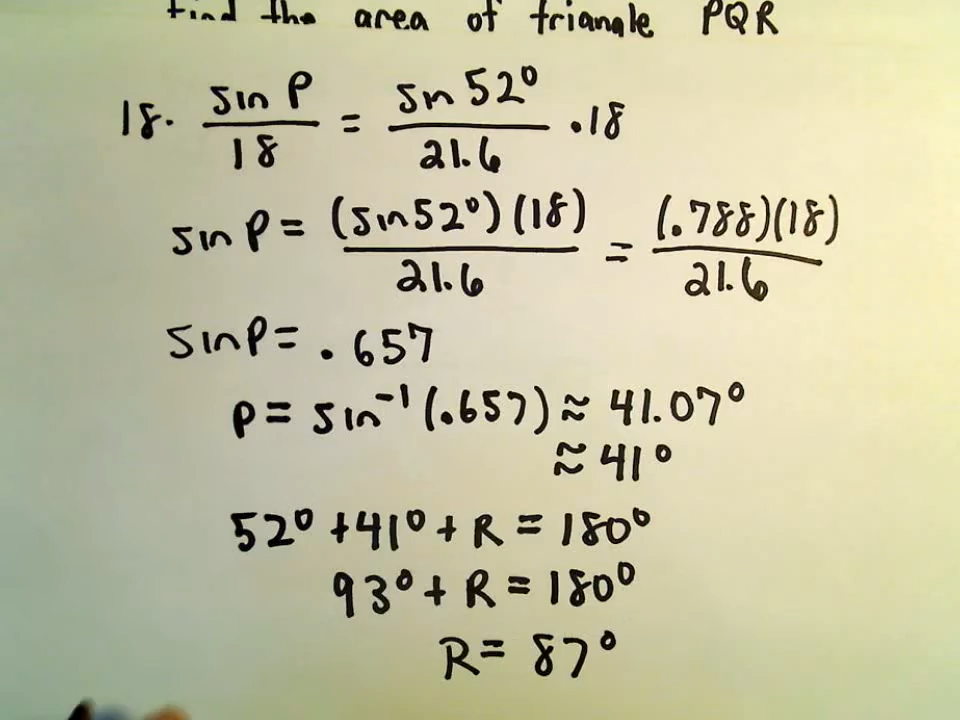 find the area of triangle PQR
18 · sin P / 18 = sin 52° / 21.6 · 18
sin P = (sin 52°)(18) / 21.6 = (.788)(18) / 21.6
sin P = .657
P = sin⁻¹(.657) ≈ 41.07°
≈ 41°
52° + 41° + R = 180°
93° + R = 180°
R = 87°